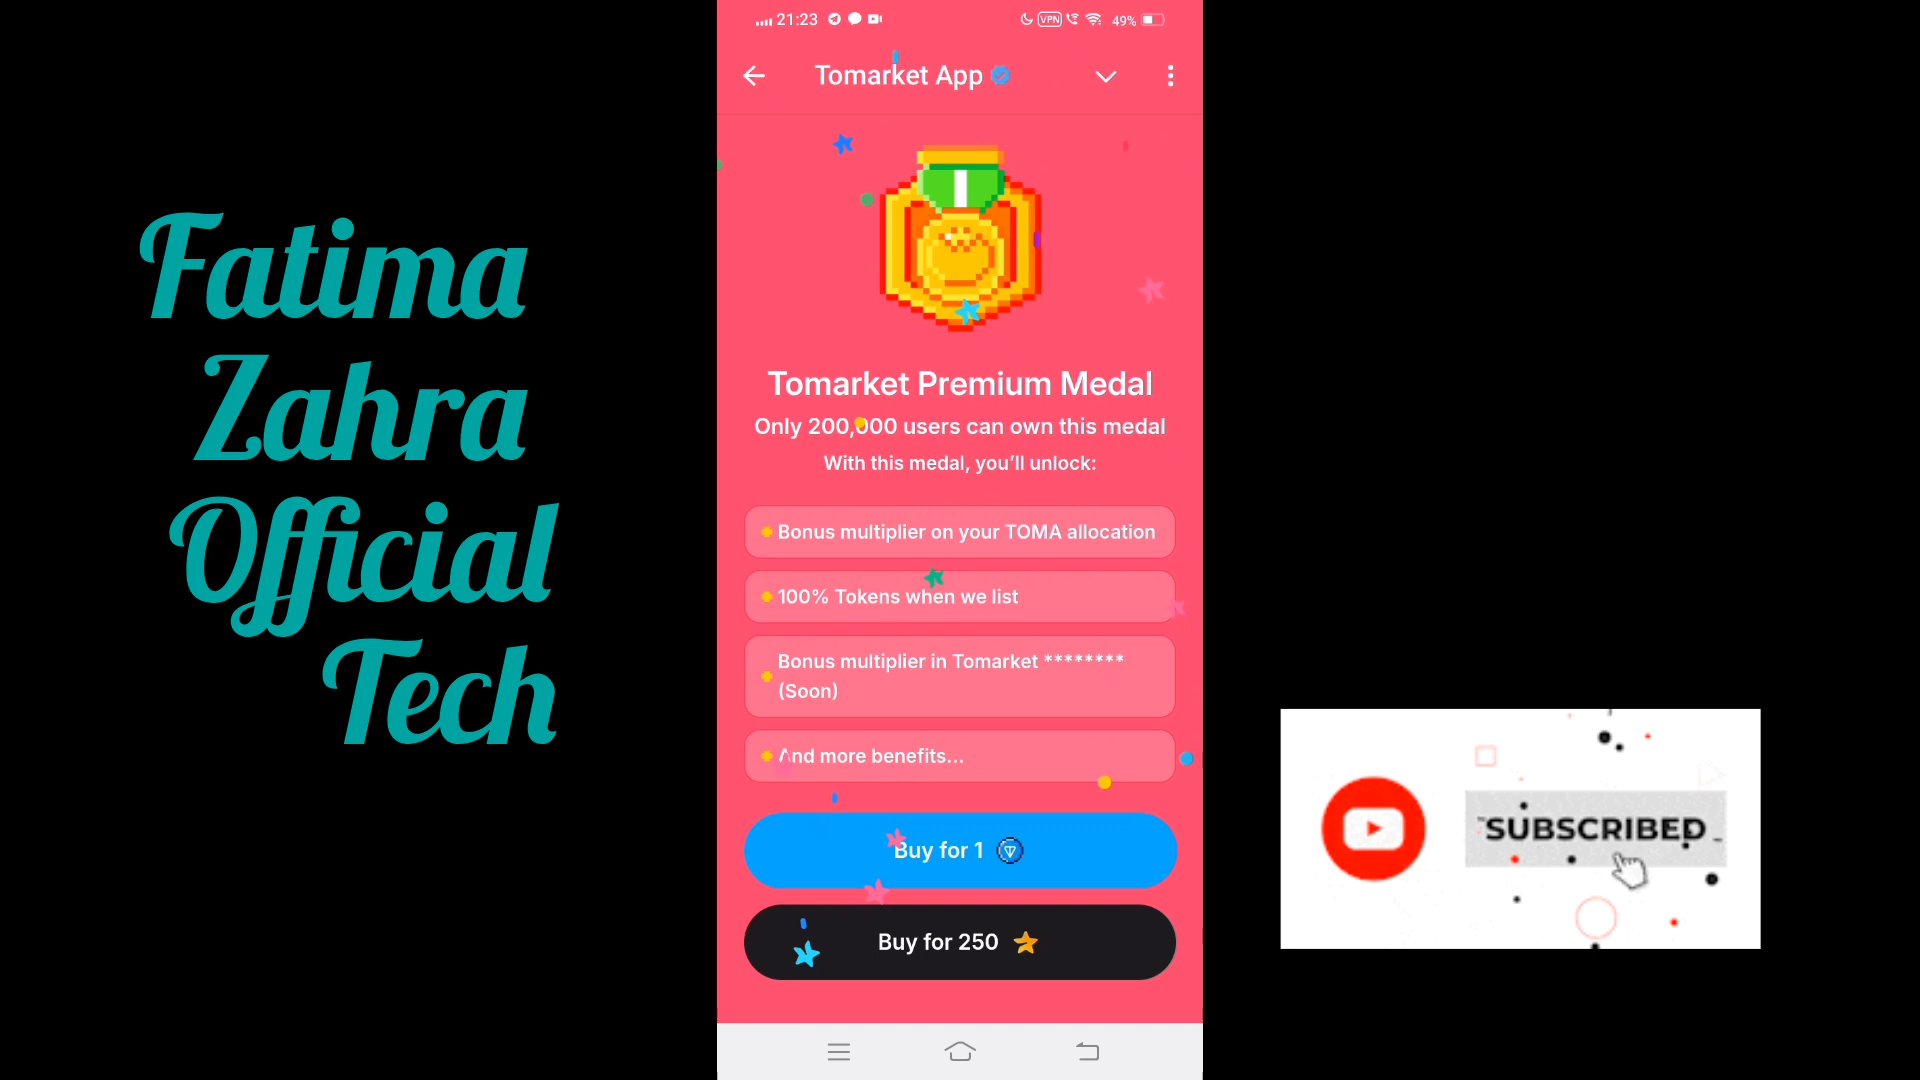 Fatima
Zahra
Official
Tech
21:23
VPN
49%
Tomarket App
Tomarket Premium Medal
Only 200,000 users can own this medal
With this medal, you’ll unlock:
Bonus multiplier on your TOMA allocation
100% Tokens when we list
Bonus multiplier in Tomarket ********
(Soon)
And more benefits...
Buy for 1
Buy for 250
SUBSCRIBED